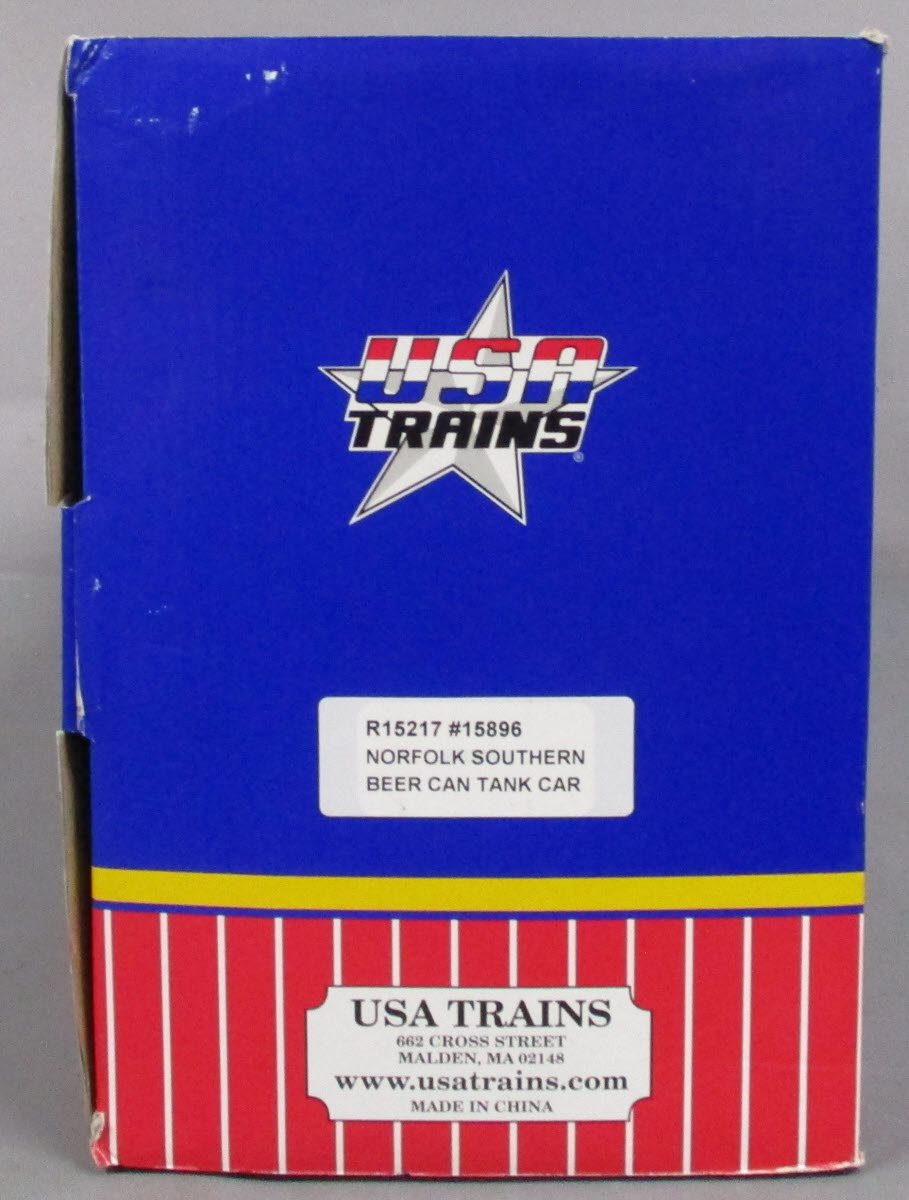 USA
TRAINS®
R15217 #15896
NORFOLK SOUTHERN
BEER CAN TANK CAR
USA TRAINS
662 CROSS STREET
MALDEN, MA 02148
www.usatrains.com
MADE IN CHINA